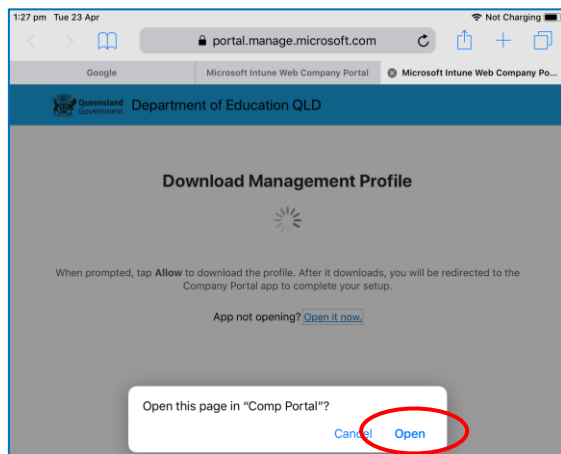 1:27 pm Tue 23 Apr Not Charging
portal.manage.microsoft.com
Google Microsoft Intune Web Company Portal Microsoft Intune Web Company Po...
Queensland
Government
Department of Education QLD
Download Management Profile
When prompted, tap Allow to download the profile. After it downloads, you will be redirected to the
Company Portal app to complete your setup.
App not opening? Open it now.
Open this page in “Comp Portal”?
Cancel Open